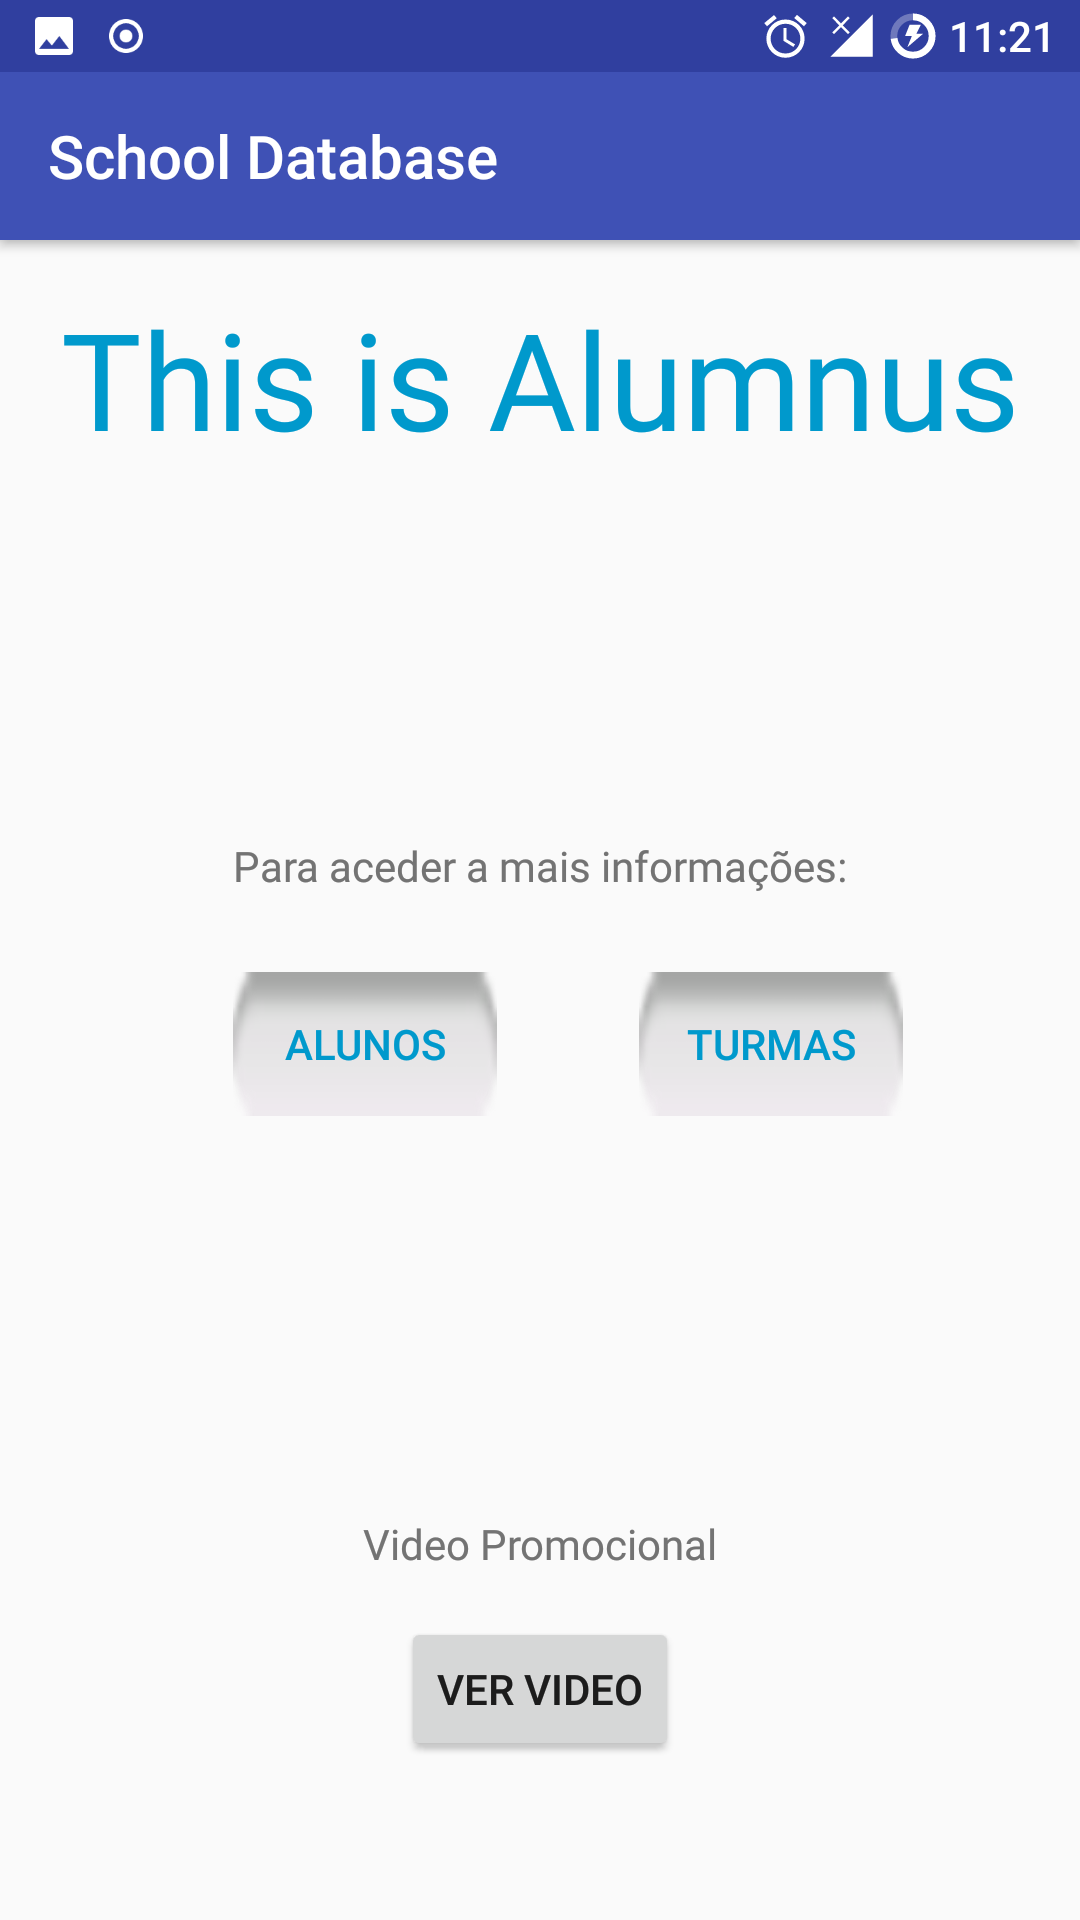 11:21
School Database
This is Alumnus
Para aceder a mais informações:
ALUNOS TURMAS
Video Promocional
VER VIDEO